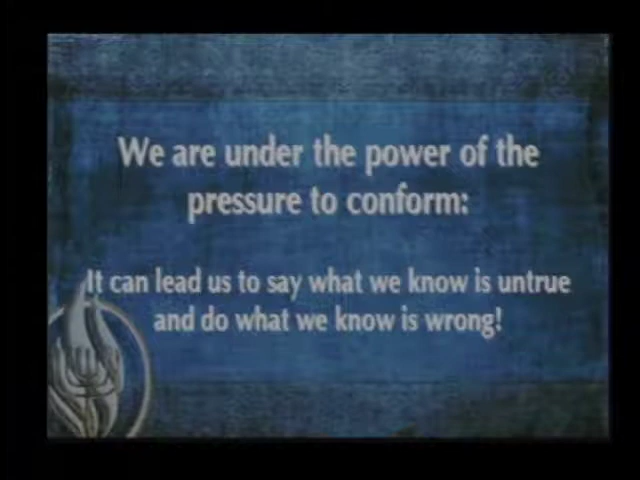 We are under the power of the
pressure to conform:
It can lead us to say what we know is untrue
and do what we know is wrong!